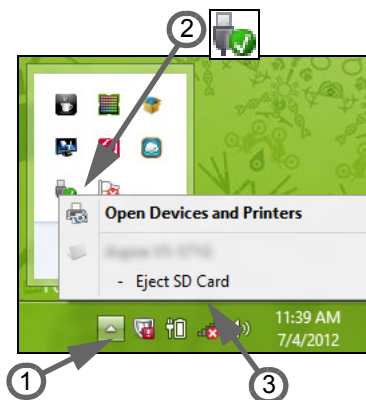 2
Open Devices and Printers
- Eject SD Card
11:39 AM
7/4/2012
1
3